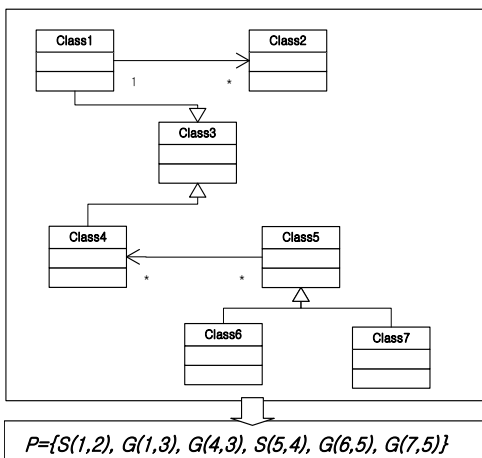 Class1 Class2
1 *
Class3
Class4 Class5
* *
Class6 Class7
P={S(1,2), G(1,3), G(4,3), S(5,4), G(6,5), G(7,5)}